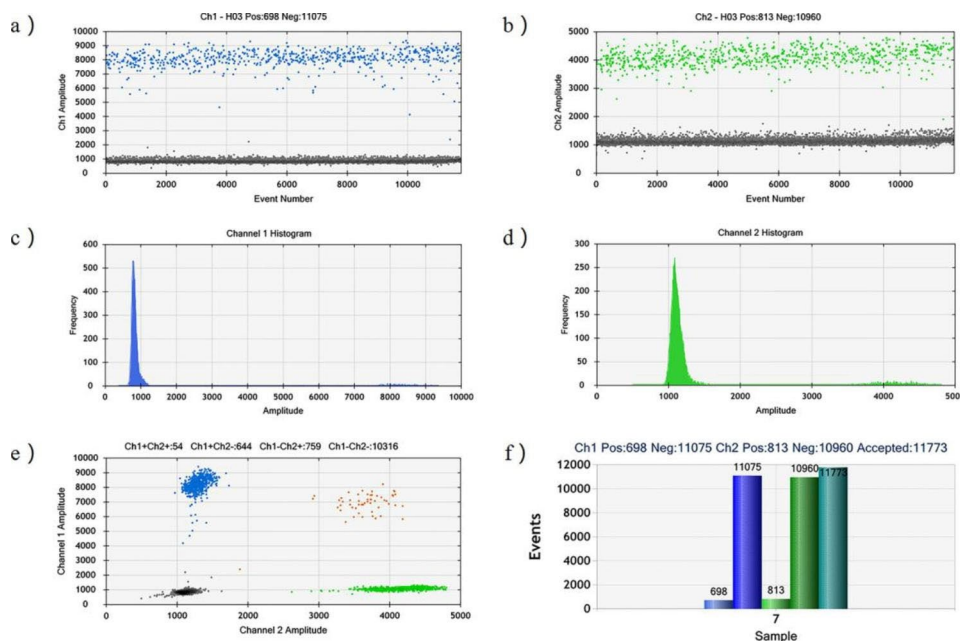 a )
Ch1 - H03 Pos:698 Neg:11075
10000
9000
8000
7000
6000
5000
4000
3000
2000
1000
0
Ch1 Amplitude
0 2000 4000 6000 8000 10000
Event Number
b )
Ch2 - H03 Pos:813 Neg:10960
5000
4000
3000
2000
1000
0
Ch2 Amplitude
0 2000 4000 6000 8000 10000
Event Number
c )
Channel 1 Histogram
600
500
400
300
200
100
0
Frequency
0 1000 2000 3000 4000 5000 6000 7000 8000 9000 10000
Amplitude
d )
Channel 2 Histogram
300
250
200
150
100
50
0
Frequency
0 1000 2000 3000 4000 500
Amplitude
e )
Ch1+Ch2+:54 Ch1+Ch2-:644 Ch1-Ch2+:759 Ch1-Ch2-:10316
10000
9000
8000
7000
6000
5000
4000
3000
2000
1000
0
Channel 1 Amplitude
0 1000 2000 3000 4000 5000
Channel 2 Amplitude
f )
Ch1 Pos:698 Neg:11075 Ch2 Pos:813 Neg:10960 Accepted:11773
12000
10000
8000
6000
4000
2000
0
Events
698 11075 813 10960 11773
7
Sample